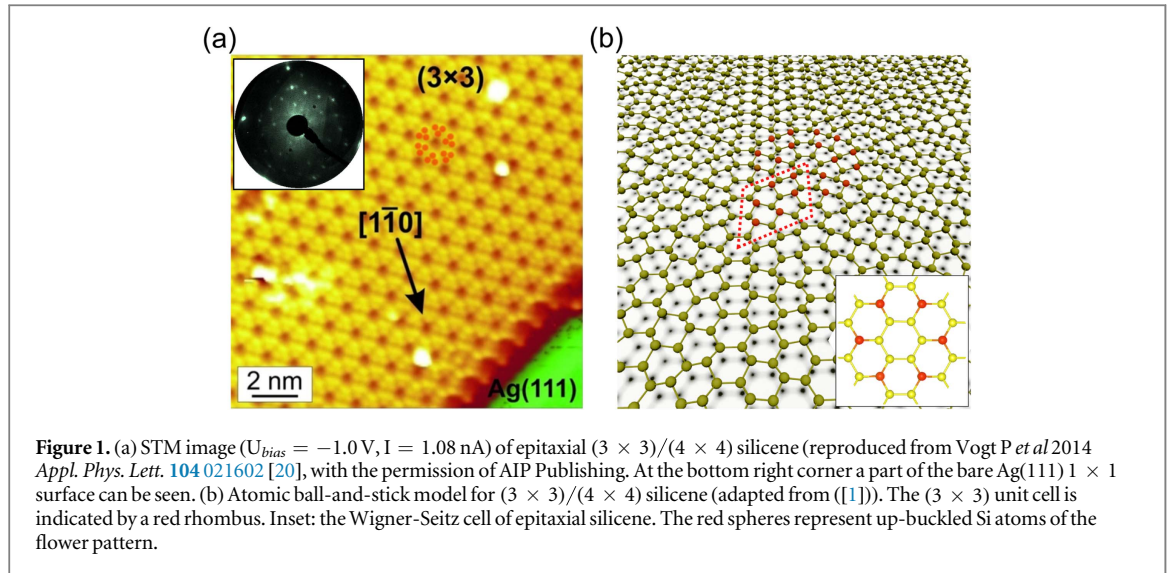 (a)
(b)
(3×3)
[11̅0]
2 nm
Ag(111)
Figure 1. (a) STM image (U_bias = −1.0 V, I = 1.08 nA) of epitaxial (3 × 3)/(4 × 4) silicene (reproduced from Vogt P et al 2014
Appl. Phys. Lett. 104 021602 [20], with the permission of AIP Publishing. At the bottom right corner a part of the bare Ag(111) 1 × 1
surface can be seen. (b) Atomic ball-and-stick model for (3 × 3)/(4 × 4) silicene (adapted from ([1])). The (3 × 3) unit cell is
indicated by a red rhombus. Inset: the Wigner-Seitz cell of epitaxial silicene. The red spheres represent up-buckled Si atoms of the
flower pattern.